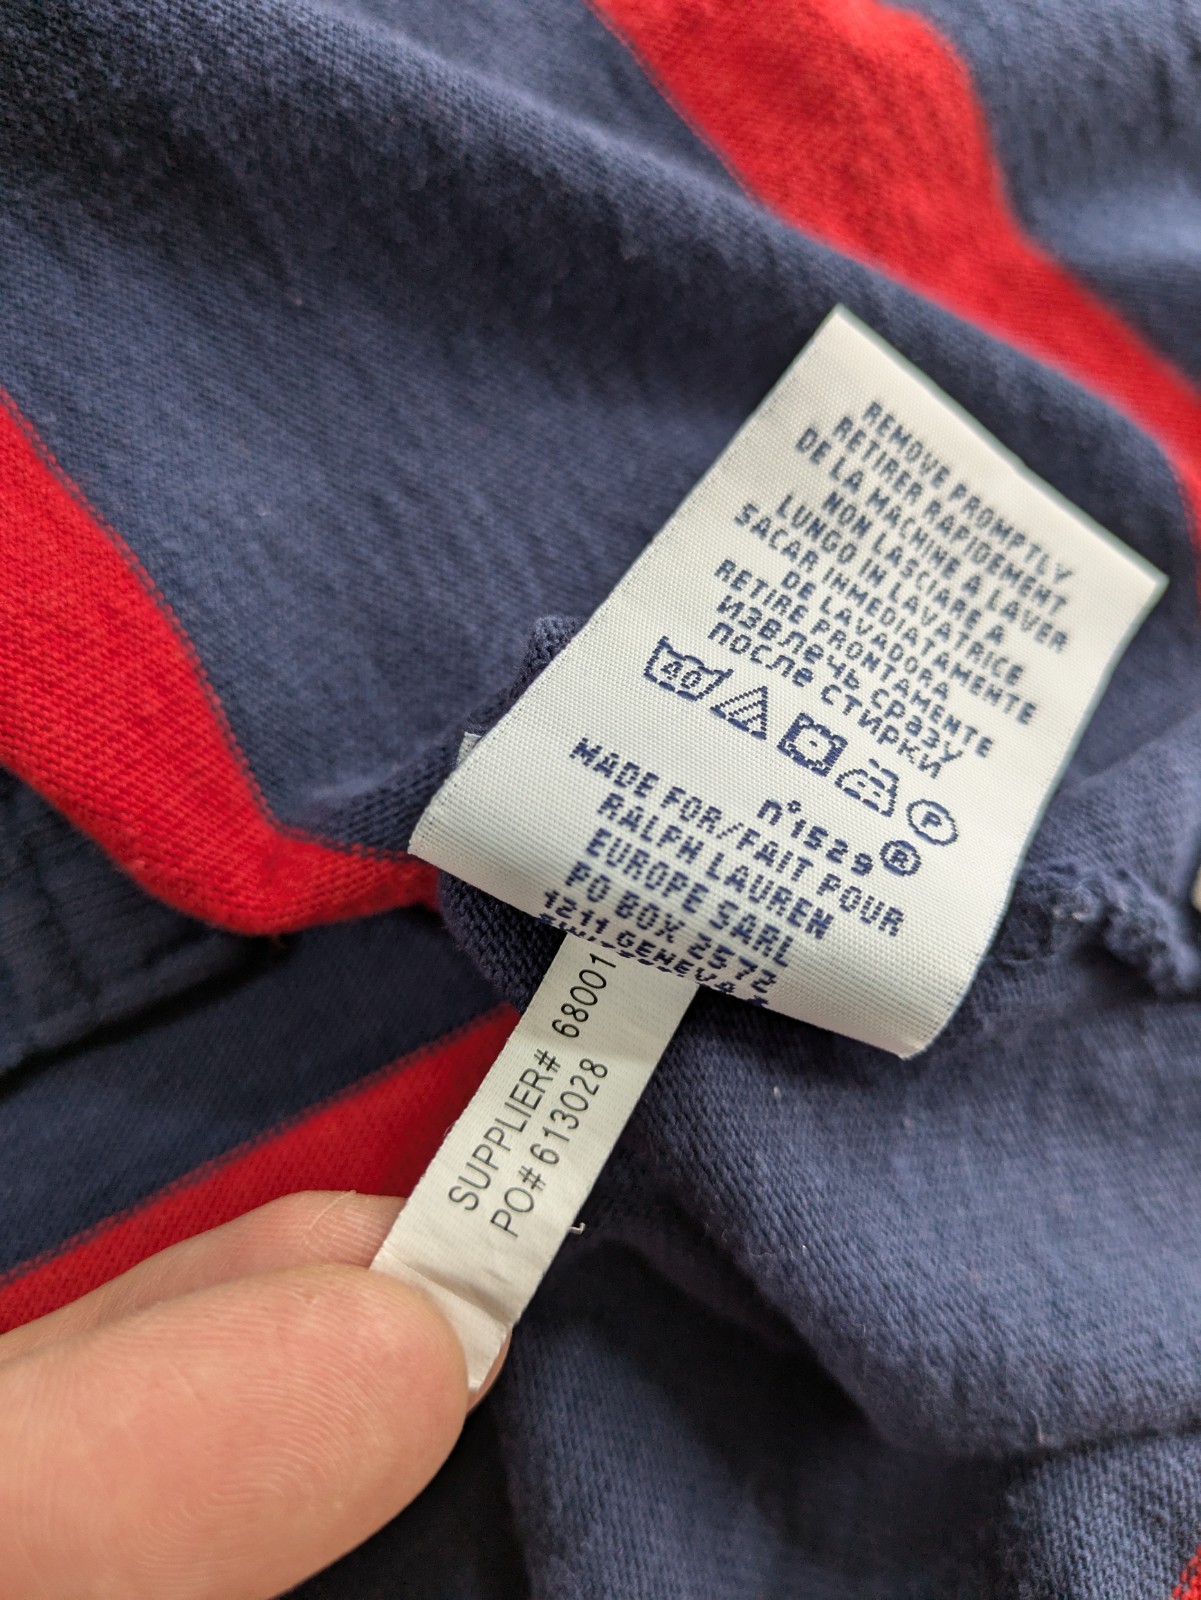 REMOVE PROMPTLY
RETIRER RAPIDEMENT
DE LA MACHINE A LAVER
NON LASCIARE A
LUNGO IN LAVATRICE
SACAR INMEDIATAMENTE
DE LAVADORA
RETIRE PRONTAMENTE
ИЗВЛЕЧЬ СРАЗУ
ПОСЛЕ СТИРКИ
40
P
n°1529®
MADE FOR/FAIT POUR
RALPH LAUREN
EUROPE SARL
PO BOX 2572
1211 GENEVA 2
SUPPLIER# 68001
PO# 613028